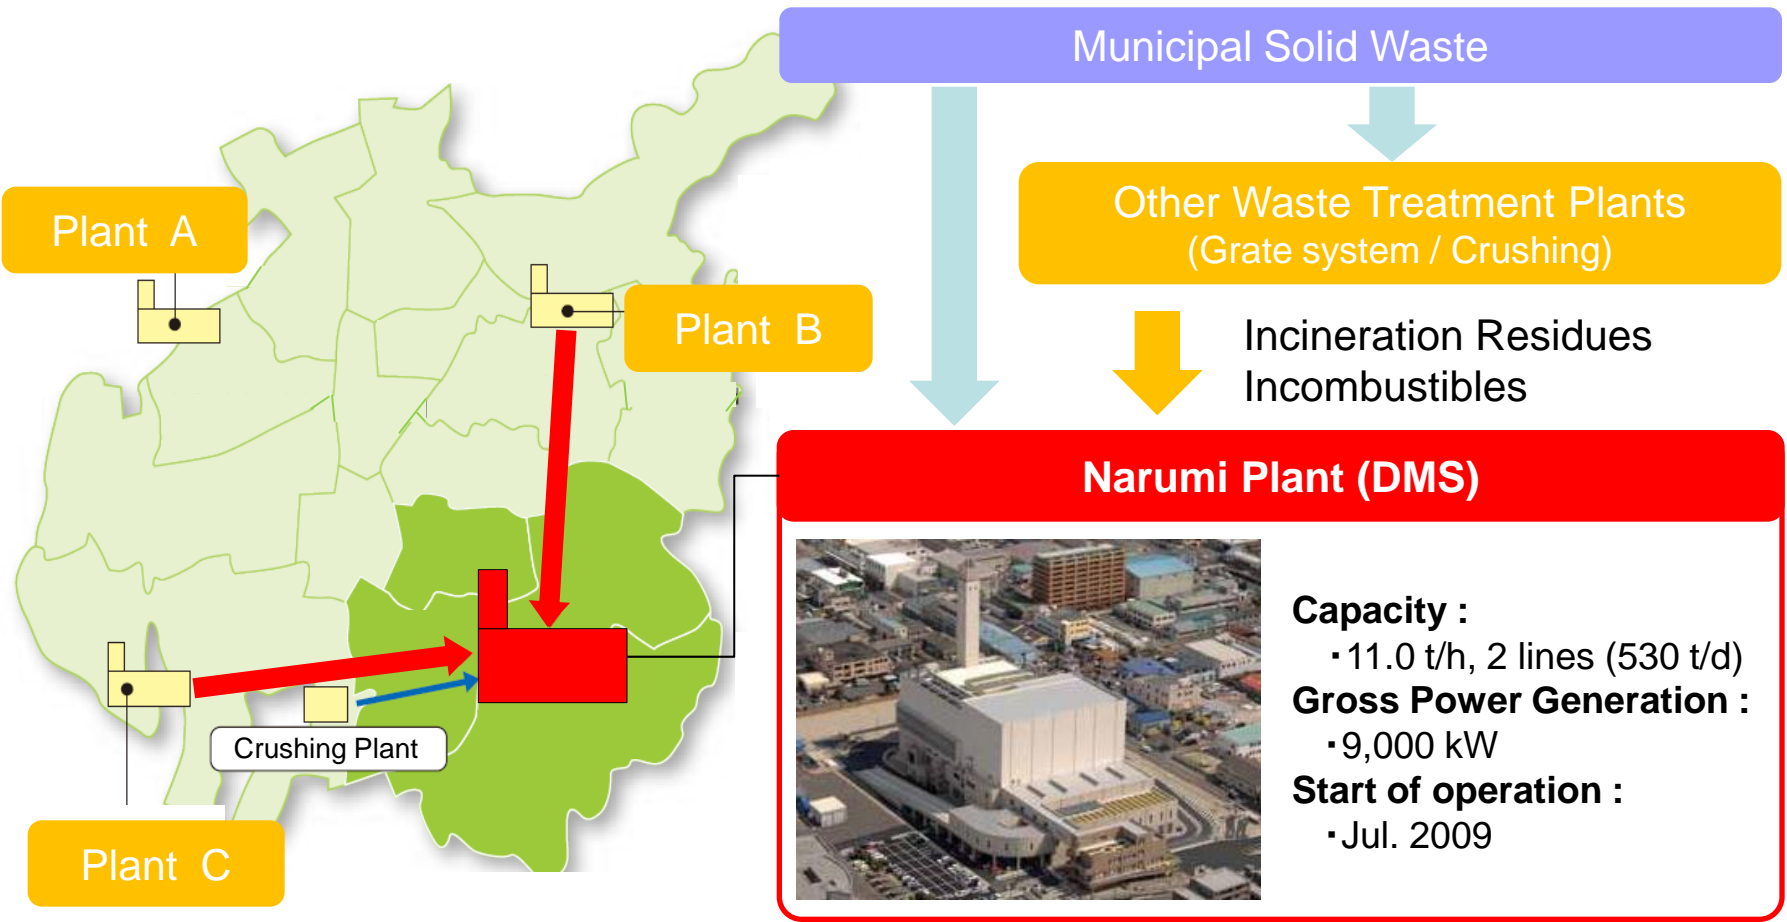 Municipal Solid Waste
Plant A
Other Waste Treatment Plants
(Grate system / Crushing)
Plant B
Incineration Residues
Incombustibles
Narumi Plant (DMS)
Capacity :
・11.0 t/h, 2 lines (530 t/d)
Gross Power Generation :
・9,000 kW
Start of operation :
・Jul. 2009
Crushing Plant
Plant C